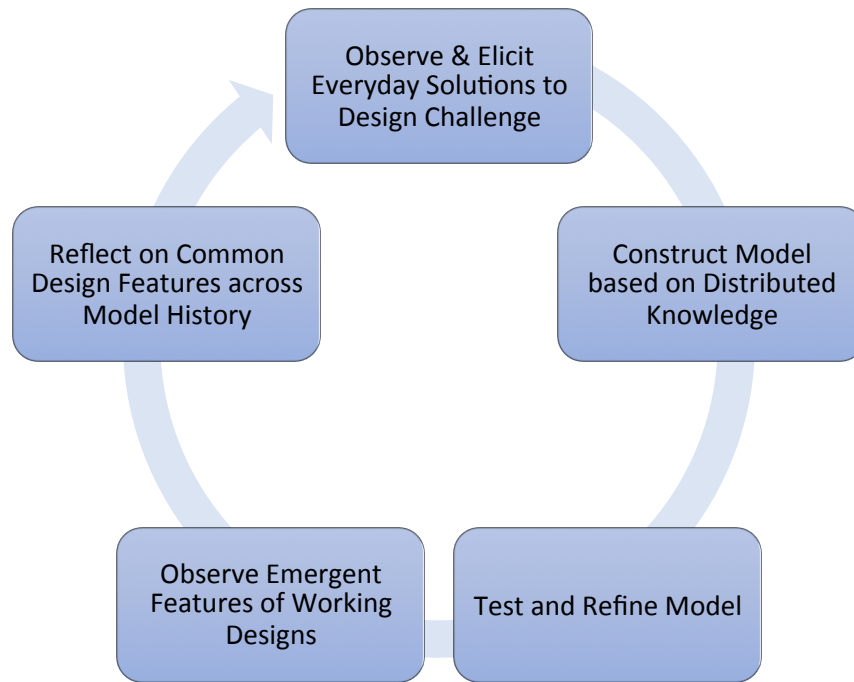 Observe & Elicit
Everyday Solutions to
Design Challenge
Construct Model
based on Distributed
Knowledge
Test and Refine Model
Observe Emergent
Features of Working
Designs
Reflect on Common
Design Features across
Model History